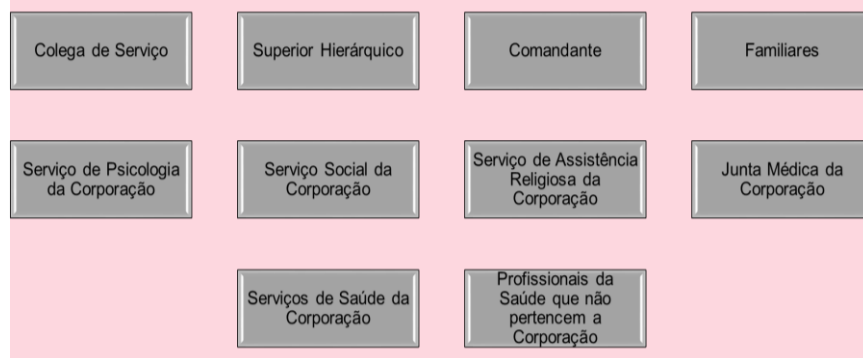 Colega de Serviço
Superior Hierárquico
Comandante
Familiares
Serviço de Psicologia
da Corporação
Serviço Social da
Corporação
Serviço de Assistência
Religiosa da
Corporação
Junta Médica da
Corporação
Serviços de Saúde da
Corporação
Profissionais da
Saúde que não
pertencem a
Corporação